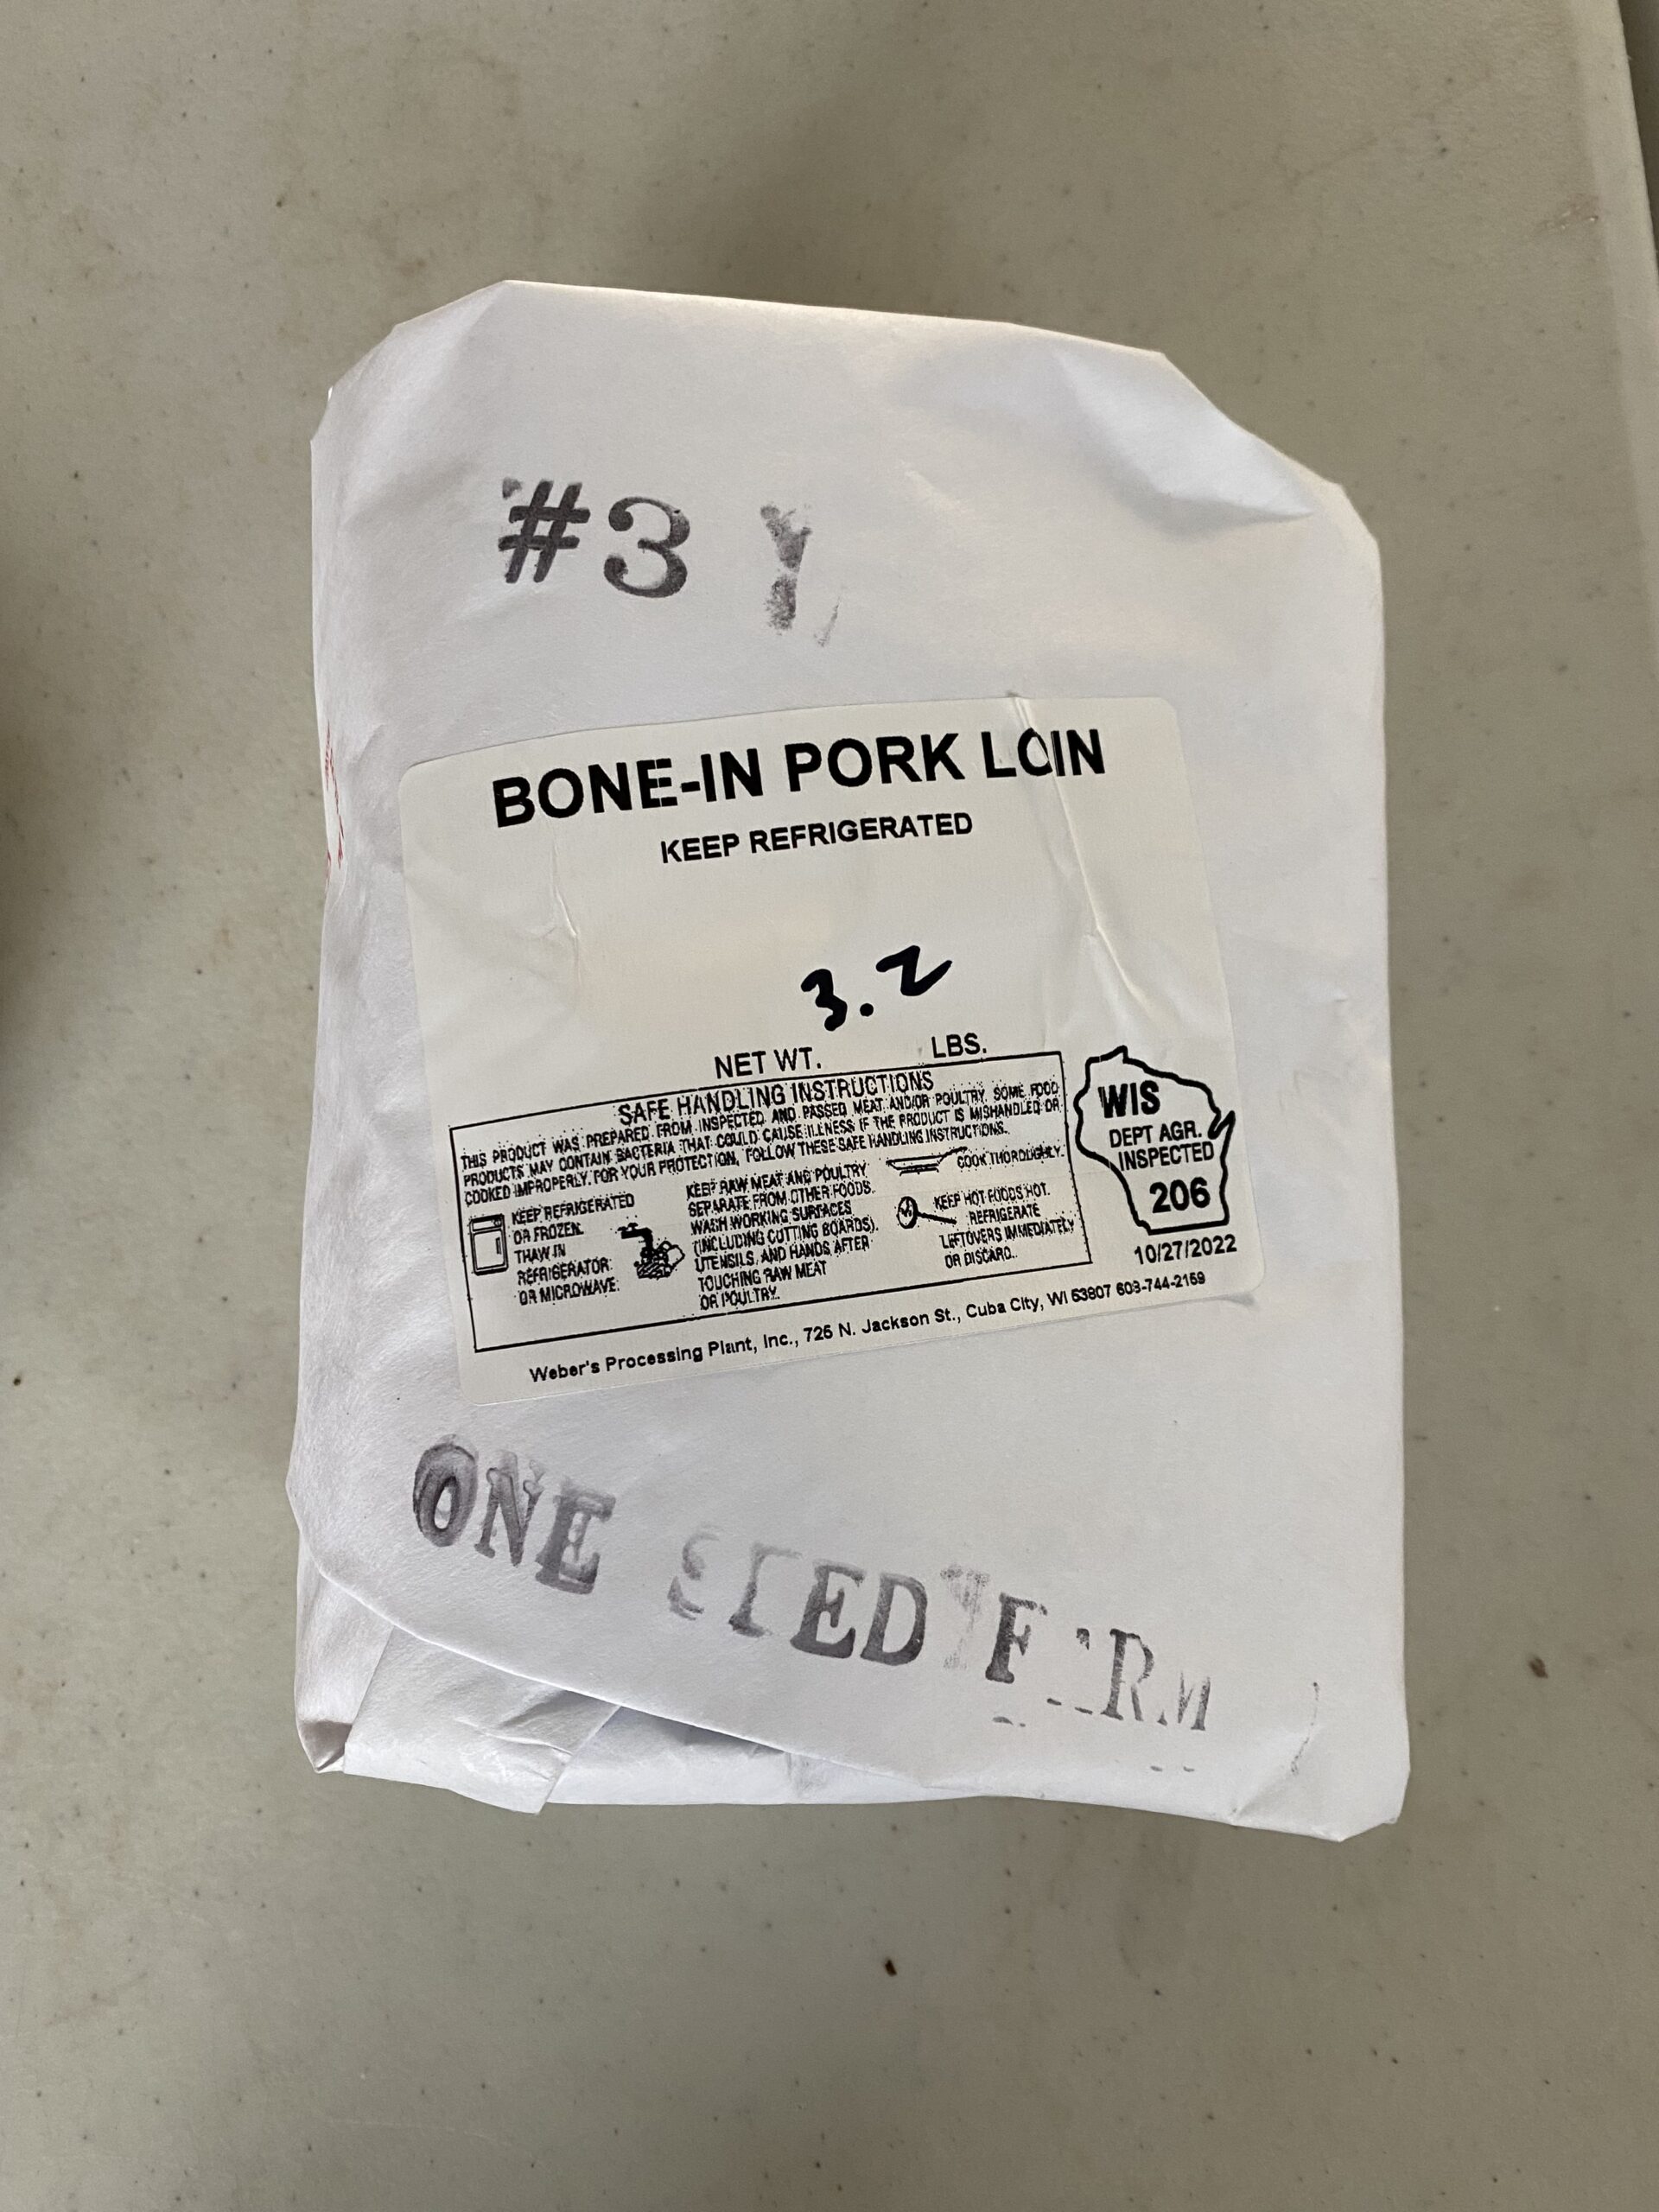 #3
BONE-IN PORK LOIN
KEEP REFRIGERATED
3.2
NET WT. LBS.
SAFE HANDLING INSTRUCTIONS
THIS PRODUCT WAS PREPARED FROM INSPECTED AND PASSED MEAT AND/OR POULTRY. SOME FOOD
PRODUCTS MAY CONTAIN BACTERIA THAT COULD CAUSE ILLNESS IF THE PRODUCT IS MISHANDLED OR
COOKED IMPROPERLY. FOR YOUR PROTECTION, FOLLOW THESE SAFE HANDLING INSTRUCTIONS.
KEEP REFRIGERATED
OR FROZEN.
THAW IN
REFRIGERATOR
OR MICROWAVE.
KEEP RAW MEAT AND POULTRY
SEPARATE FROM OTHER FOODS.
WASH WORKING SURFACES
(INCLUDING CUTTING BOARDS),
UTENSILS, AND HANDS AFTER
TOUCHING RAW MEAT
OR POULTRY.
COOK THOROUGHLY.
KEEP HOT FOODS HOT.
REFRIGERATE
LEFTOVERS IMMEDIATELY
OR DISCARD.
WIS
DEPT AGR.
INSPECTED
206
10/27/2022
Weber's Processing Plant, Inc., 725 N. Jackson St., Cuba City, WI 53807 608-744-2159
ONE SEED FARM